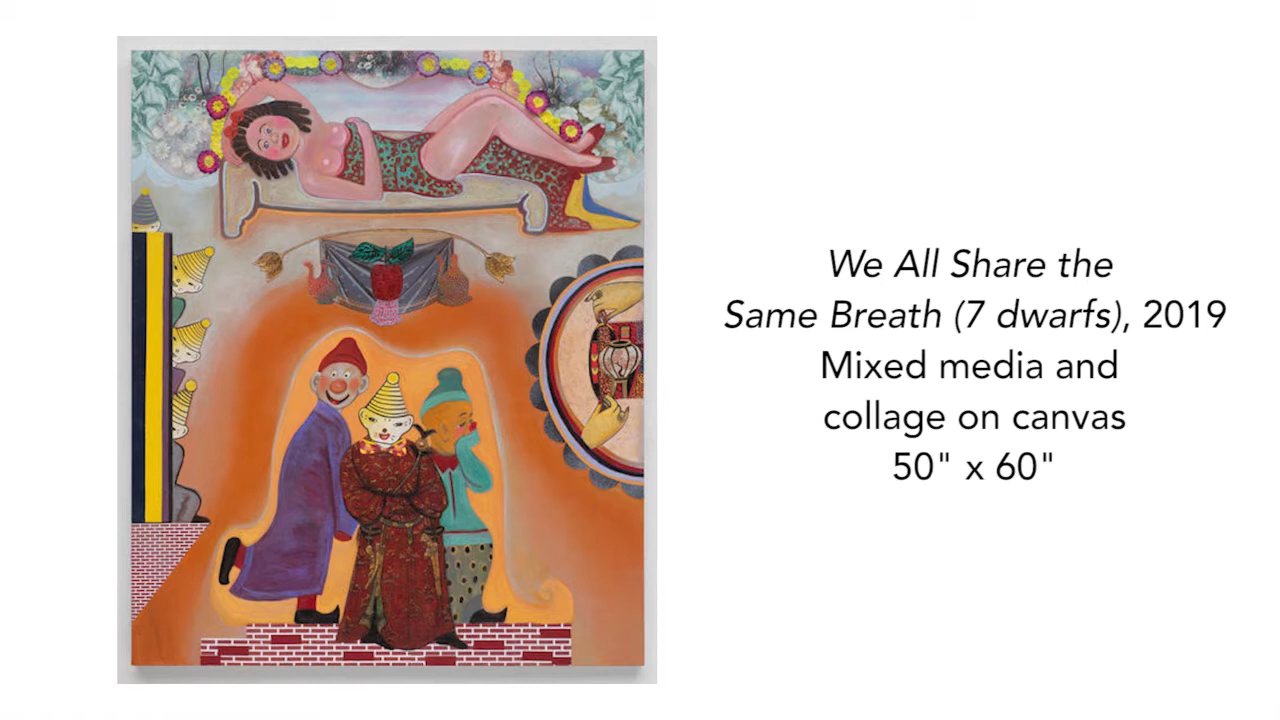 We All Share the
Same Breath (7 dwarfs), 2019
Mixed media and
collage on canvas
50" x 60"